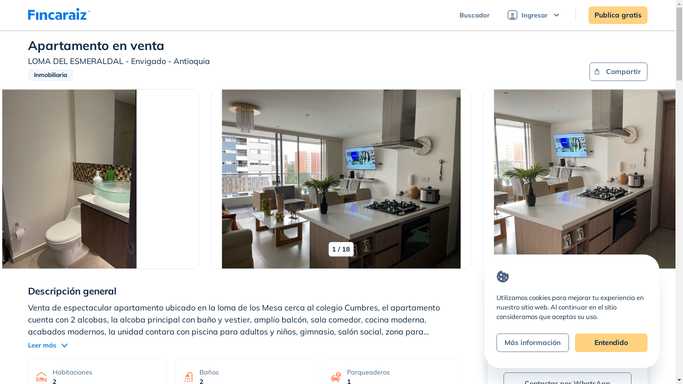 Fincaraiz
Buscador
Ingresar
Publica gratis
Apartamento en venta
LOMA DEL ESMERALDAL - Envigado - Antioquia
Inmobiliaria
Compartir
1 / 18
Descripción general
Venta de espectacular apartamento ubicado en la loma de los Mesa cerca al colegio Cumbres, el apartamento
cuenta con 2 alcobas, la alcoba principal con baño y vestier, amplio balcón, sala comedor, cocina moderna,
acabados modernos, la unidad contara con piscina para adultos y niños, gimnasio, salón social, zona para...
Leer más
Habitaciones
2
Baños
2
Parqueaderos
1
Utilizamos cookies para mejorar tu experiencia en
nuestro sitio web. Al continuar en el sitio
consideramos que aceptas su uso.
Más información
Entendido
Contactar por WhatsApp